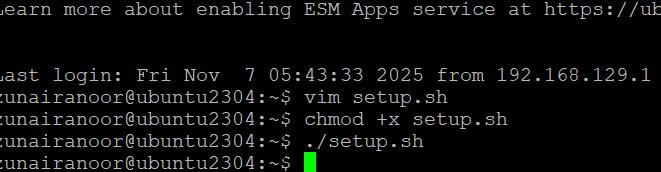 Learn more about enabling ESM Apps service at https://ub
Last login: Fri Nov  7 05:43:33 2025 from 192.168.129.1
zunairanoor@ubuntu2304:~$ vim setup.sh
zunairanoor@ubuntu2304:~$ chmod +x setup.sh
zunairanoor@ubuntu2304:~$ ./setup.sh
zunairanoor@ubuntu2304:~$